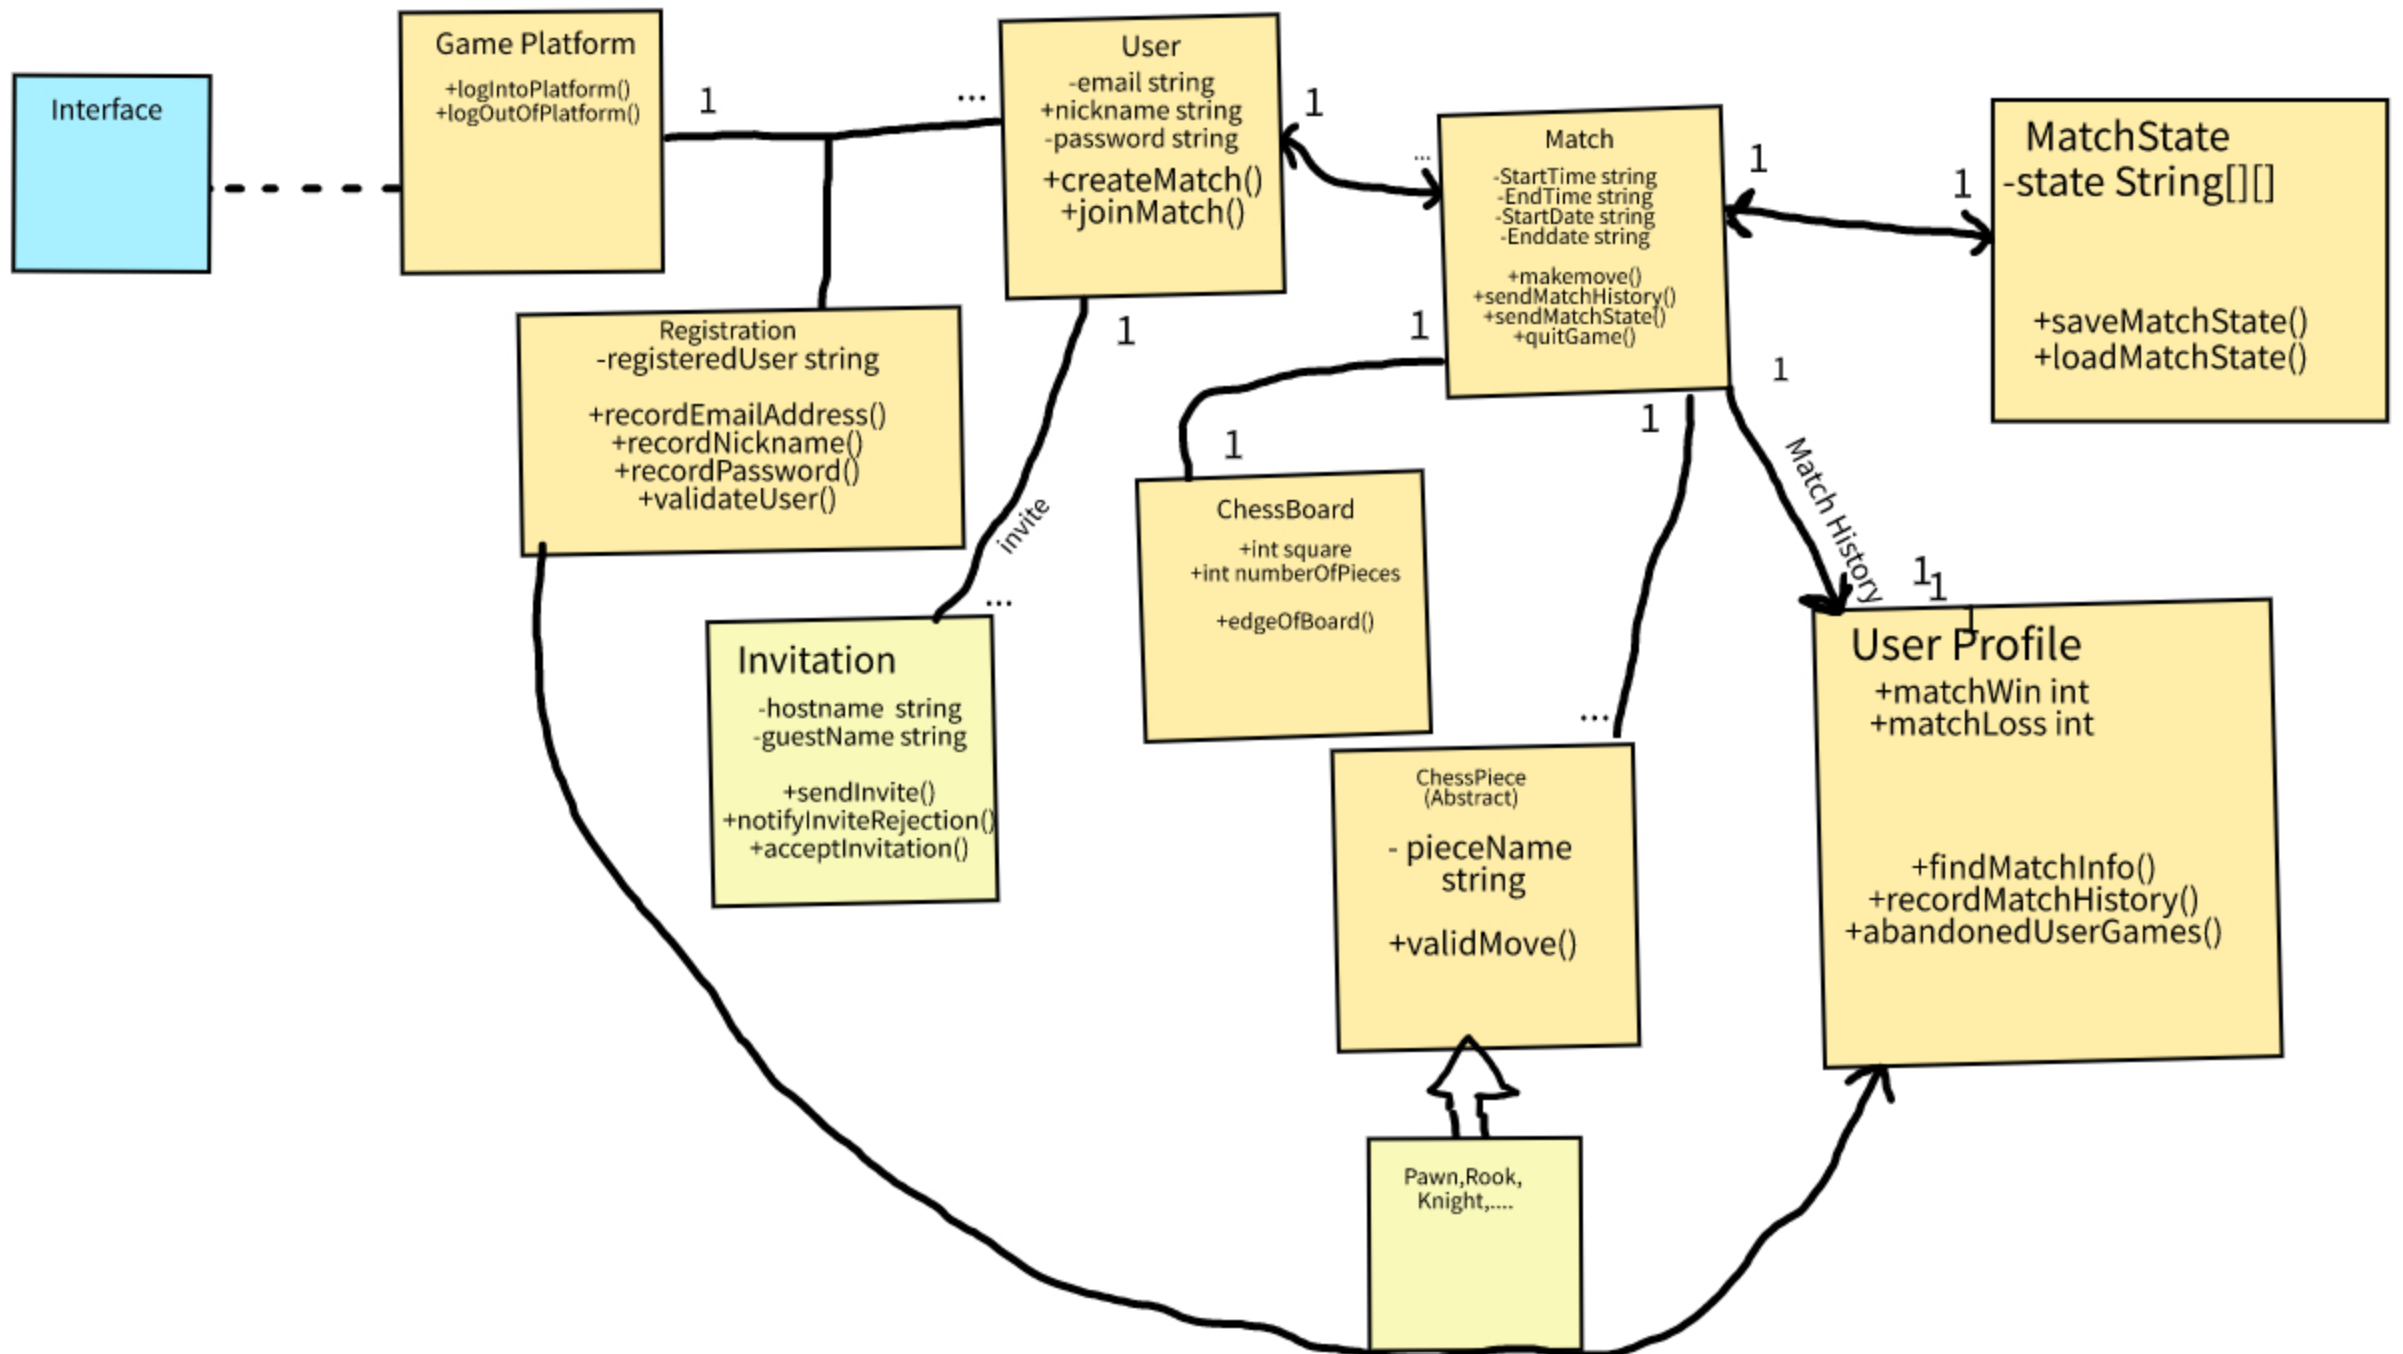 Interface
Game Platform
+logIntoPlatform()
+logOutOfPlatform()
1
...
User
-email string
+nickname string
-password string
+createMatch()
+joinMatch()
1
...
Match
-StartTime string
-EndTime string
-StartDate string
-Enddate string
+makemove()
+sendMatchHistory()
+sendMatchState()
+quitGame()
1
1
MatchState
-state String[][]
+saveMatchState()
+loadMatchState()
Registration
-registeredUser string
+recordEmailAddress()
+recordNickname()
+recordPassword()
+validateUser()
1
invite
...
Invitation
-hostname string
-guestName string
+sendInvite()
+notifyInviteRejection()
+acceptInvitation()
1
1
ChessBoard
+int square
+int numberOfPieces
+edgeOfBoard()
1
...
ChessPiece
(Abstract)
- pieceName
string
+validMove()
Pawn,Rook,
Knight,....
1
Match History
1
1
1
User Profile
+matchWin int
+matchLoss int
+findMatchInfo()
+recordMatchHistory()
+abandonedUserGames()